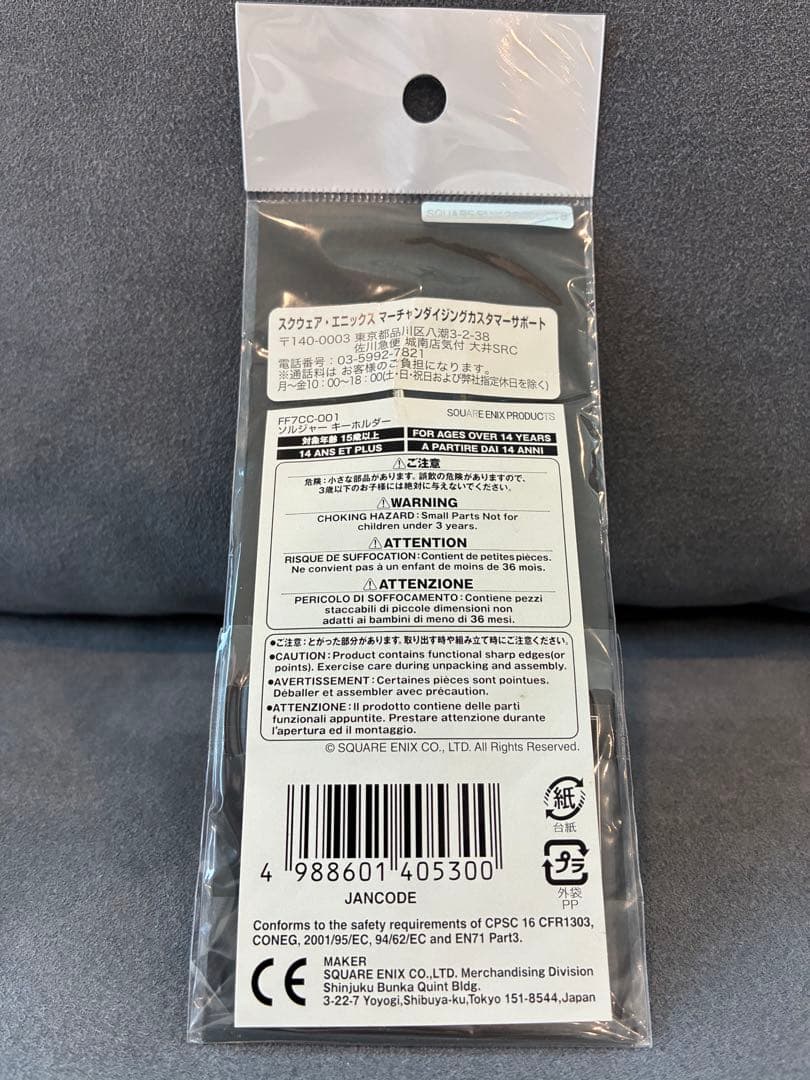 SQUARE ENIX
スクウェア・エニックス マーチャンダイジングカスタマーサポート
〒140-0003 東京都品川区八潮3-2-38
佐川急便 城南店気付 大井SRC
電話番号：03-5992-7821
※通話料は お客様のご負担になります。
月〜金10：00〜18：00(土・日・祝日および弊社指定休日を除く)
FF7CC-001
SQUARE ENIX PRODUCTS
ソルジャー キーホルダー
対象年齢 15歳以上
FOR AGES OVER 14 YEARS
14 ANS ET PLUS
A PARTIRE DAI 14 ANNI
⚠ご注意
危険：小さな部品があります。誤飲の危険がありますので、
3歳以下のお子様には絶対に与えないでください。
⚠WARNING
CHOKING HAZARD：Small Parts Not for
children under 3 years.
⚠ATTENTION
RISQUE DE SUFFOCATION：Contient de petites pièces.
Ne convient pas à un enfant de moins de 36 mois.
⚠ATTENZIONE
PERICOLO DI SOFFOCAMENTO：Contiene pezzi
staccabili di piccole dimensioni non
adatti ai bambini di meno di 36 mesi.
●ご注意：とがった部分があります。取り出す時や組み立て時にご注意ください。
●CAUTION：Product contains functional sharp edges(or
points). Exercise care during unpacking and assembly.
●AVERTISSEMENT：Certaines pièces sont pointues.
Déballer et assembler avec précaution.
●ATTENZIONE：Il prodotto contiene delle parti
funzionali appuntite. Prestare attenzione durante
l'apertura ed il montaggio.
© SQUARE ENIX CO., LTD. All Rights Reserved.
紙
台紙
プラ
外袋
PP
4 988601 405300
JANCODE
Conforms to the safety requirements of CPSC 16 CFR1303,
CONEG, 2001/95/EC, 94/62/EC and EN71 Part3.
CE
MAKER
SQUARE ENIX CO.,LTD. Merchandising Division
Shinjuku Bunka Quint Bldg.
3-22-7 Yoyogi,Shibuya-ku,Tokyo 151-8544,Japan